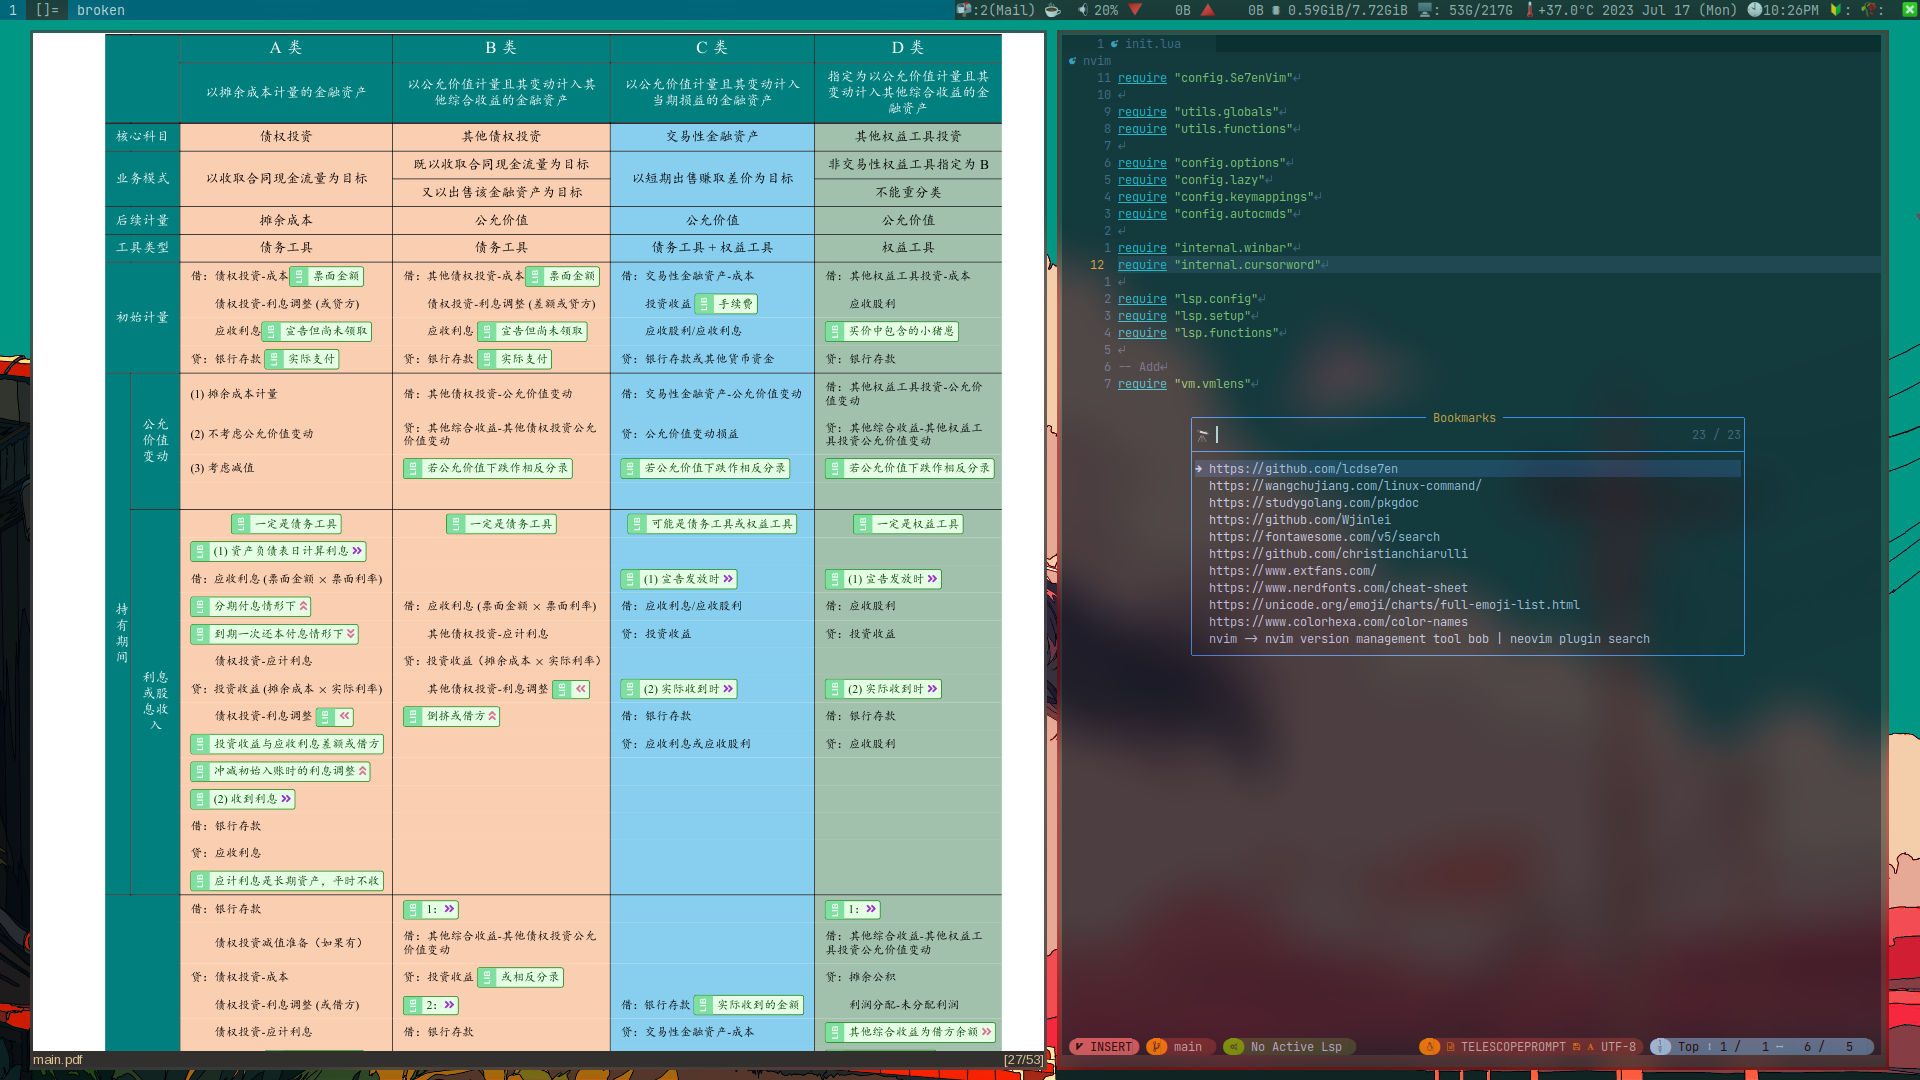 1 []= broken
:2(Mail) 20% 0B 0B 0.59GiB/7.72GiB : 53G/217G +37.0°C 2023 Jul 17 (Mon) 10:26PM : :
A 类 B 类 C 类 D 类
以摊余成本计量的金融资产
以公允价值计量且其变动计入其
他综合收益的金融资产
以公允价值计量且其变动计入
当期损益的金融资产
指定为以公允价值计量且其
变动计入其他综合收益的金
融资产
核心科目 债权投资 其他债权投资 交易性金融资产 其他权益工具投资
业务模式 以收取合同现金流量为目标
既以收取合同现金流量为目标
又以出售该金融资产为目标
以短期出售赚取差价为目标
非交易性权益工具指定为 B
不能重分类
后续计量 摊余成本 公允价值 公允价值 公允价值
工具类型 债务工具 债务工具 债务工具 + 权益工具 权益工具
初始计量
借：债权投资-成本 LIB 票面金额
债权投资-利息调整 (或贷方)
应收利息 LIB 宣告但尚未领取
贷：银行存款 LIB 实际支付
借：其他债权投资-成本 LIB 票面金额
债权投资-利息调整 (差额或贷方)
应收利息 LIB 宣告但尚未领取
贷：银行存款 LIB 实际支付
借：交易性金融资产-成本
投资收益 LIB 手续费
应收股利/应收利息
贷：银行存款或其他货币资金
借：其他权益工具投资-成本
应收股利
LIB 买价中包含的小猪崽
贷：银行存款
持有期间
公允价值变动
(1) 摊余成本计量
(2) 不考虑公允价值变动
(3) 考虑减值
借：其他债权投资-公允价值变动
贷：其他综合收益-其他债权投资公允
价值变动
LIB 若公允价值下跌作相反分录
借：交易性金融资产-公允价值变动
贷：公允价值变动损益
LIB 若公允价值下跌作相反分录
借：其他权益工具投资-公允价
值变动
贷：其他综合收益-其他权益工
具投资公允价值变动
LIB 若公允价值下跌作相反分录
利息或股息收入
LIB 一定是债务工具
LIB (1) 资产负债表日计算利息 »
借：应收利息 (票面金额 × 票面利率)
LIB 分期付息情形下
LIB 到期一次还本付息情形下
债权投资-应计利息
贷：投资收益 (摊余成本 × 实际利率)
债权投资-利息调整 LIB «
LIB 投资收益与应收利息差额或借方
LIB 冲减初始入账时的利息调整
LIB (2) 收到利息 »
借：银行存款
贷：应收利息
LIB 应计利息是长期资产，平时不收
LIB 一定是债务工具
借：应收利息 (票面金额 × 票面利率)
其他债权投资-应计利息
贷：投资收益（摊余成本 × 实际利率）
其他债权投资-利息调整 LIB «
LIB 倒挤或借方
LIB 可能是债务工具或权益工具
LIB (1) 宣告发放时 »
借：应收利息/应收股利
贷：投资收益
LIB (2) 实际收到时 »
借：银行存款
贷：应收利息或应收股利
LIB 一定是权益工具
LIB (1) 宣告发放时 »
借：应收股利
贷：投资收益
LIB (2) 实际收到时 »
借：银行存款
贷：应收股利
借：银行存款
债权投资减值准备（如果有）
贷：债权投资-成本
债权投资-利息调整 (或借方)
债权投资-应计利息
LIB 1: »
借：其他综合收益-其他债权投资公允
价值变动
贷：投资收益 LIB 或相反分录
LIB 2: »
借：银行存款
借：银行存款 LIB 实际收到的金额
贷：交易性金融资产-成本
LIB 1: »
借：其他综合收益-其他权益工
具投资公允价值变动
贷：摊余公积
利润分配-未分配利润
LIB 其他综合收益为借方余额 »
main.pdf [27/53]
1 init.lua
nvim
11 require "config.Se7enVim"↵
10 ↵
9 require "utils.globals"↵
8 require "utils.functions"↵
7 ↵
6 require "config.options"↵
5 require "config.lazy"↵
4 require "config.keymappings"↵
3 require "config.autocmds"↵
2 ↵
1 require "internal.winbar"↵
12 require "internal.cursorword"↵
1 ↵
2 require "lsp.config"↵
3 require "lsp.setup"↵
4 require "lsp.functions"↵
5 ↵
6 -- Add↵
7 require "vm.vmlens"↵
Bookmarks
23 / 23
https://github.com/lcdse7en
https://wangchujiang.com/linux-command/
https://studygolang.com/pkgdoc
https://github.com/Wjinlei
https://fontawesome.com/v5/search
https://github.com/christianchiarulli
https://www.extfans.com/
https://www.nerdfonts.com/cheat-sheet
https://unicode.org/emoji/charts/full-emoji-list.html
https://www.colorhexa.com/color-names
nvim —> nvim version management tool bob | neovim plugin search
INSERT main No Active Lsp TELESCOPEPROMPT UTF-8 Top 1 / 1 6 / 5